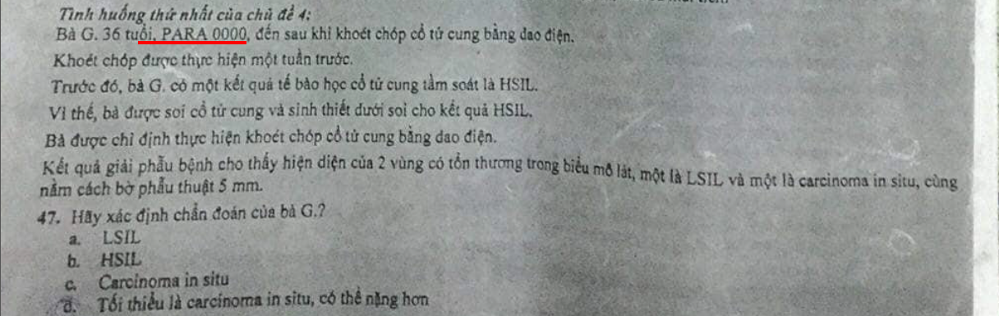 Tình huống thứ nhất của chủ đề 4:
Bà G. 36 tuổi, PARA 0000, đến sau khi khoét chóp cổ tử cung bằng dao điện.
Khoét chóp được thực hiện một tuần trước.
Trước đó, bà G. có một kết quả tế bào học cổ tử cung tầm soát là HSIL.
Vì thế, bà được soi cổ tử cung và sinh thiết dưới soi cho kết quả HSIL.
Bà được chỉ định thực hiện khoét chóp cổ tử cung bằng dao điện.
Kết quả giải phẫu bệnh cho thấy hiện diện của 2 vùng có tổn thương trong biểu mô lát, một là LSIL và một là carcinoma in situ, cùng
nằm cách bờ phẫu thuật 5 mm.
47. Hãy xác định chẩn đoán của bà G.?
a. LSIL
b. HSIL
c. Carcinoma in situ
d. Tối thiểu là carcinoma in situ, có thể nặng hơn